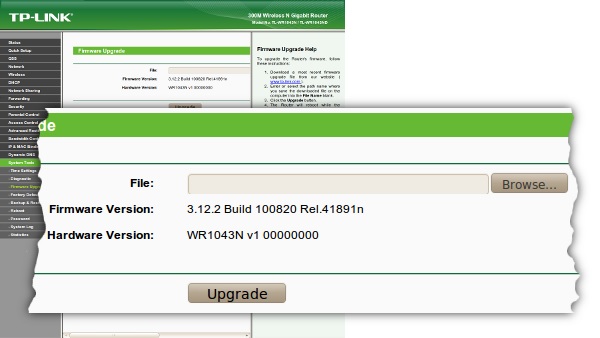 TP-LINK®
300M Wireless N Gigabit Router
Model No. TL-WR1043N / TL-WR1043ND
Status
Quick Setup
QSS
Network
Wireless
DHCP
Network Sharing
Forwarding
Security
Parental Control
Access Control
Advanced Rout
Bandwidth Cont
IP & MAC Bindi
Dynamic DNS
System Tools
- Time Settings
- Diagnostic
- Firmware Upg
- Factory Defau
- Backup & Res
- Reboot
- Password
- System Log
- Statistics
Firmware Upgrade
File:
Firmware Version: 3.12.2 Build 100820 Rel.41891n
Hardware Version: WR1043N v1 00000000
Upgrade
Firmware Upgrade Help
To upgrade the Router's firmware, follow
these instructions:
1. Download a most recent firmware
upgrade file from our website (
www.tp-link.com ).
2. Enter or select the path name where
you save the downloaded file on the
computer into the File Name blank.
3. Click the Upgrade button.
4. The Router will reboot while the
de
File:
Browse...
Firmware Version: 3.12.2 Build 100820 Rel.41891n
Hardware Version: WR1043N v1 00000000
Upgrade